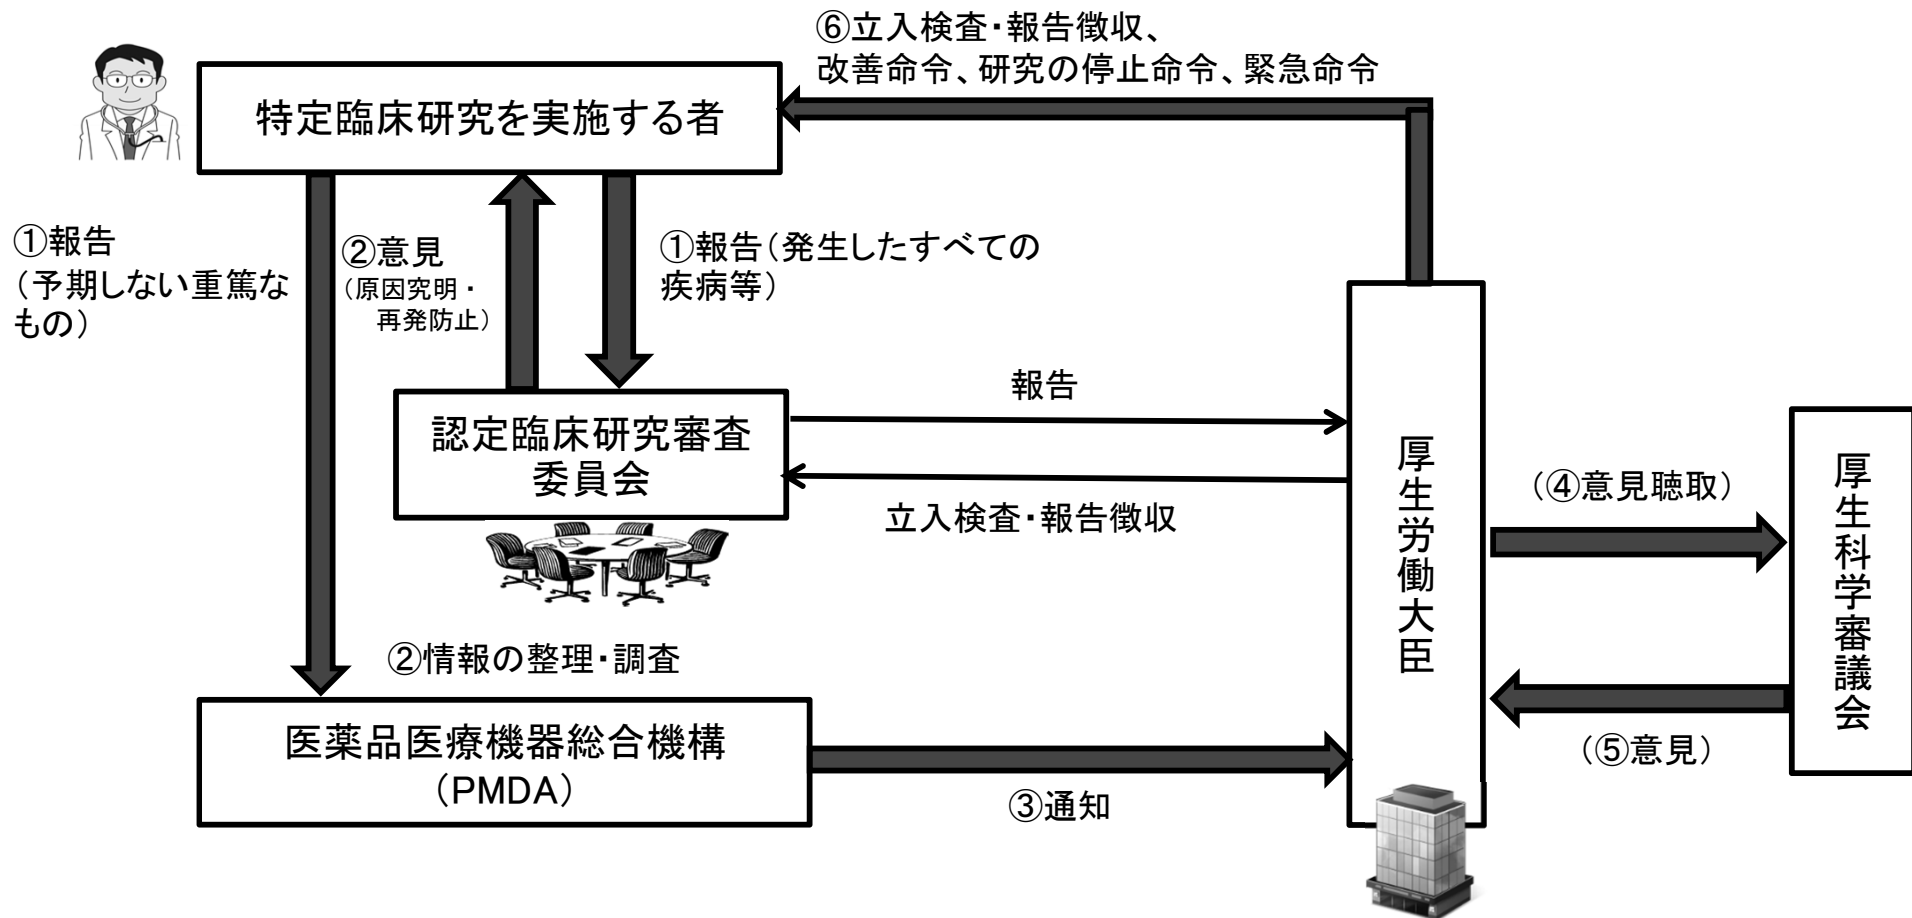 ⑥立入検査・報告徴収、
改善命令、研究の停止命令、緊急命令
特定臨床研究を実施する者
①報告
（予期しない重篤な
もの）
②意見
（原因究明・
再発防止）
①報告（発生したすべての
疾病等）
認定臨床研究審査
委員会
報告
立入検査・報告徴収
厚生労働大臣
（④意見聴取）
（⑤意見）
厚生科学審議会
②情報の整理・調査
医薬品医療機器総合機構
（PMDA）
③通知